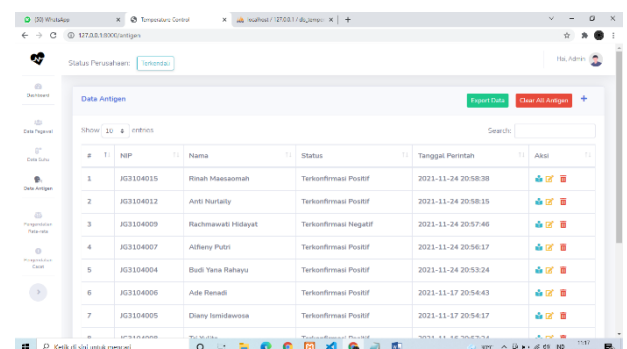 (30) WhatsApp
Temperature Control
localhost / 127.0.0.1 /
127.0.0.1:8000/antigen
Status Perusahaan: Terkendali
Hai, Admin
Dashboard
Data Pegawai
Data Suhu
Data Antigen
Data Antigen
Export Data
Clear All Antigen
Show 10 entries
Search:
# NIP Nama Status Tanggal Perintah Aksi
1 JG3104015 Rinah Maesaomah Terkonfirmasi Positif 2021-11-24 20:58:38
2 JG3104012 Anti Nurlaily Terkonfirmasi Positif 2021-11-24 20:58:15
3 JG3104009 Rachmawati Hidayat Terkonfirmasi Negatif 2021-11-24 20:57:46
4 JG3104007 Alfieny Putri Terkonfirmasi Positif 2021-11-24 20:56:17
5 JG3104004 Budi Yana Rahayu Terkonfirmasi Positif 2021-11-24 20:53:24
6 JG3104006 Ade Renadi Terkonfirmasi Positif 2021-11-17 20:54:43
7 JG3104005 Diany Ismidawosa Terkonfirmasi Positif 2021-11-17 20:54:17
Ketik di sini untuk mencari
11:17